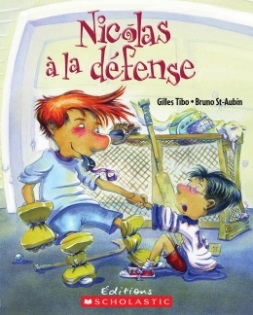 Nicolas
à la défense
Gilles Tibo • Bruno St-Aubin
Éditions
SCHOLASTIC